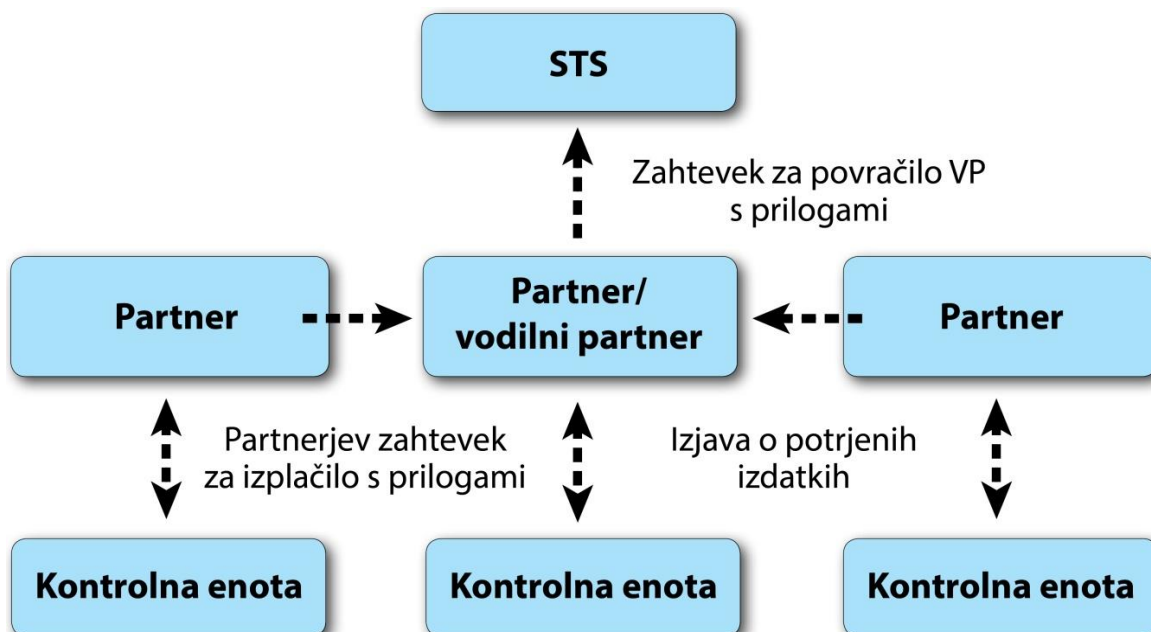 STS
Zahtevek za povračilo VP
s prilogami
Partner
Partner/
vodilni partner
Partner
Partnerjev zahtevek
za izplačilo s prilogami
Izjava o potrjenih
izdatkih
Kontrolna enota
Kontrolna enota
Kontrolna enota